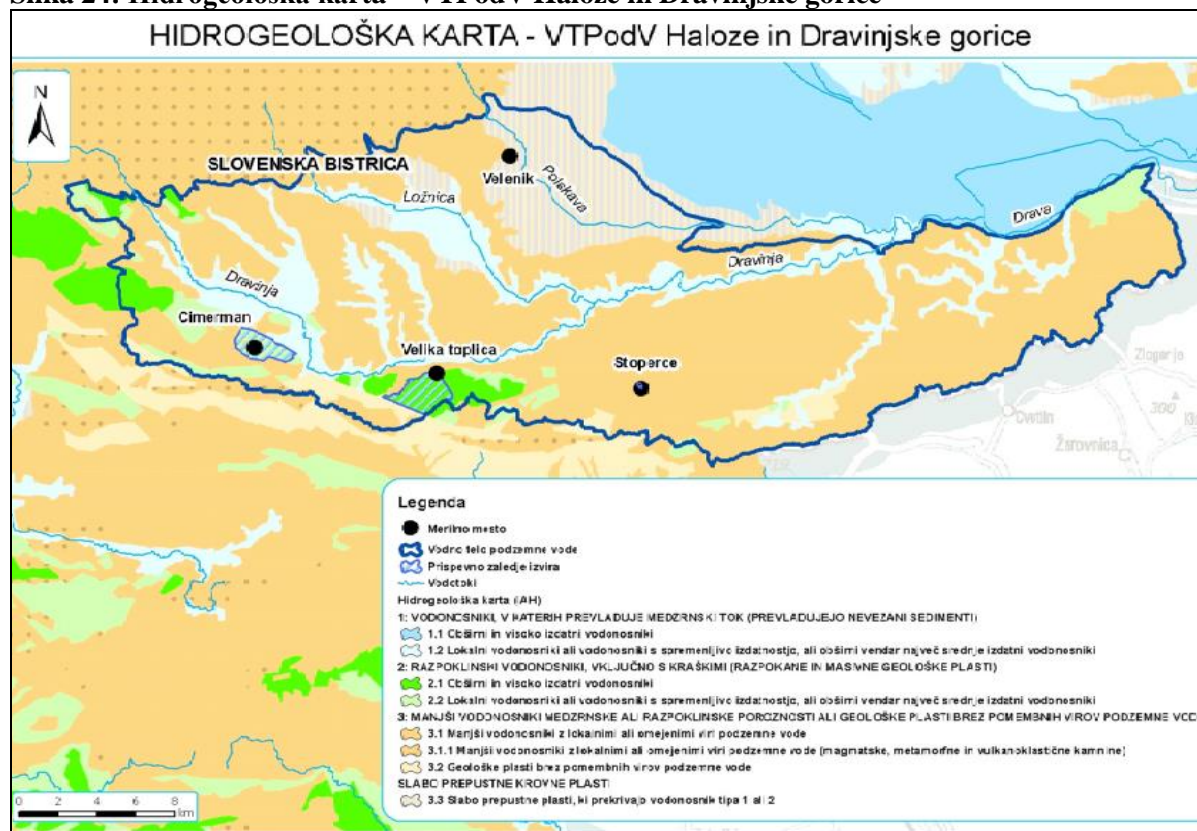 Slika 24: Hidrogeološka karta – VTPodV Haloze in Dravinjske gorice
HIDROGEOLOŠKA KARTA - VTPodV Haloze in Dravinjske gorice
N
SLOVENSKA BISTRICA
Velenik
Polskava
Ložnica
Drava
Dravinja
Dravinja
Cimerman
Velika toplica
Stoperce
Cvetlin
Žarovnica
300
Legenda
Merilno mesto
Vodno telo podzemne vode
Prispevno zaledje izvira
Vodotoki
Hidrogeološka karta (IAH)
1: VODONOSNIKI, V KATERIH PREVLADUJE MEDZRNSKI TOK (PREVLADUJEJO NEVEZANI SEDIMENTI)
1.1 Obširni in visoko izdatni vodonosniki
1.2 Lokalni vodonosniki ali vodonosniki s spremenljivo izdatnostjo, ali obširni vendar največ srednje izdatni vodonosniki
2: RAZPOKLINSKI VODONOSNIKI, VKLJUČNO S KRAŠKIMI (RAZPOKANE IN MASIVNE GEOLOŠKE PLASTI)
2.1 Obširni in visoko izdatni vodonosniki
2.2 Lokalni vodonosniki ali vodonosniki s spremenljivo izdatnostjo, ali obširni vendar največ srednje izdatni vodonosniki
3: MANJŠI VODONOSNIKI MEDZRNSKE ALI RAZPOKLINSKE POROZNOSTI ALI GEOLOŠKE PLASTI BREZ POMEMBNIH VIROV PODZEMNE VOD
3.1 Manjši vodonosniki z lokalnimi ali omejenimi viri podzemne vode
3.1.1 Manjši vodonosniki z lokalnimi ali omejenimi viri podzemne vode (magmatske, metamorfne in vulkanoklastične kamnine)
3.2 Geološke plasti brez pomembnih virov podzemne vode
SLABO PREPUSTNE KROVNE PLASTI
3.3 Slabo prepustne plasti, ki prekrivajo vodonosnik tipa 1 ali 2
0 2 4 6 8
km